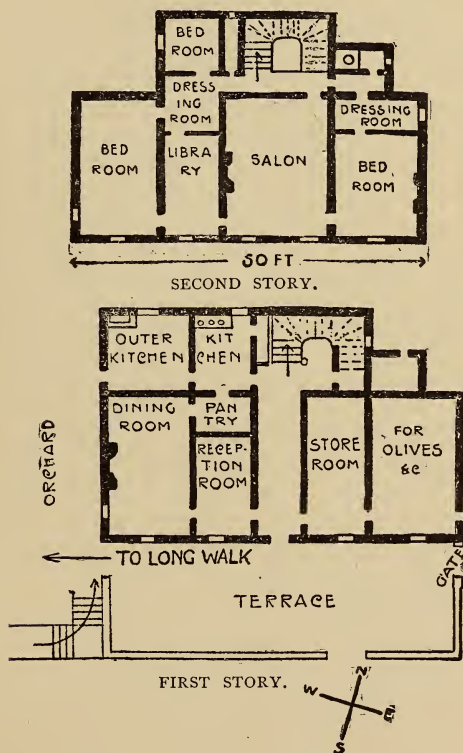 BED
ROOM
DRESS
ING
ROOM
DRESSING
ROOM
BED
ROOM
LIBRA
RY
SALON
BED
ROOM
50 FT
SECOND STORY.
OUTER
KITCHEN
KIT
CHEN
DINING
ROOM
PAN
TRY
RECEP-
TION
ROOM
STORE
ROOM
FOR
OLIVES
&C
ORCHARD
TO LONG WALK
GATE
TERRACE
FIRST STORY.
N
W
E
S